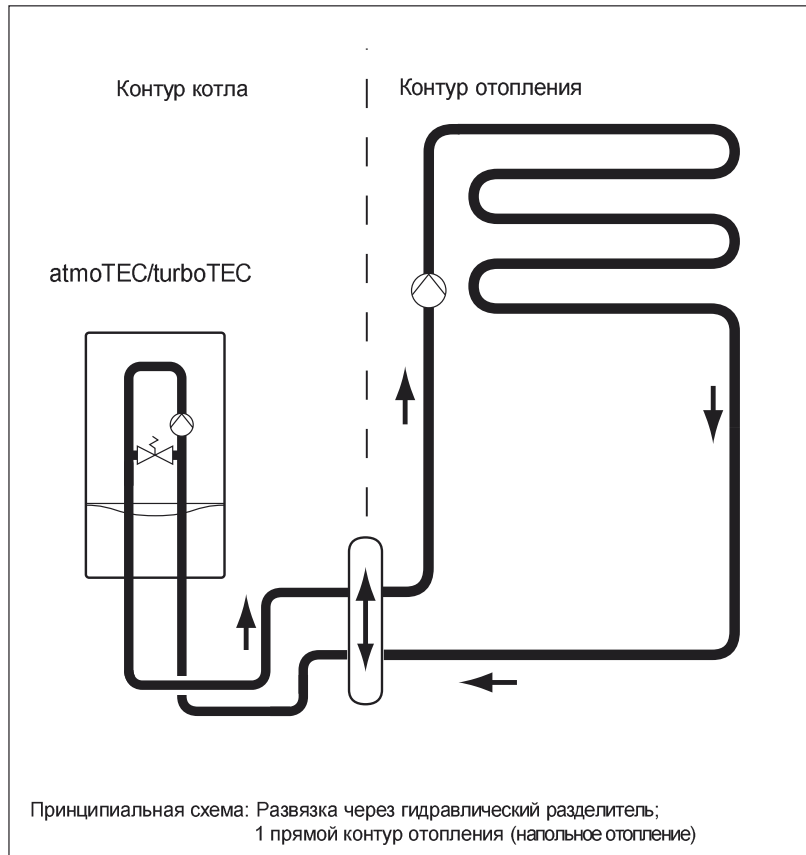 Контур котла
Контур отопления
atmoTEC/turboTEC
Принципиальная схема: Развязка через гидравлический разделитель;
1 прямой контур отопления (напольное отопление)